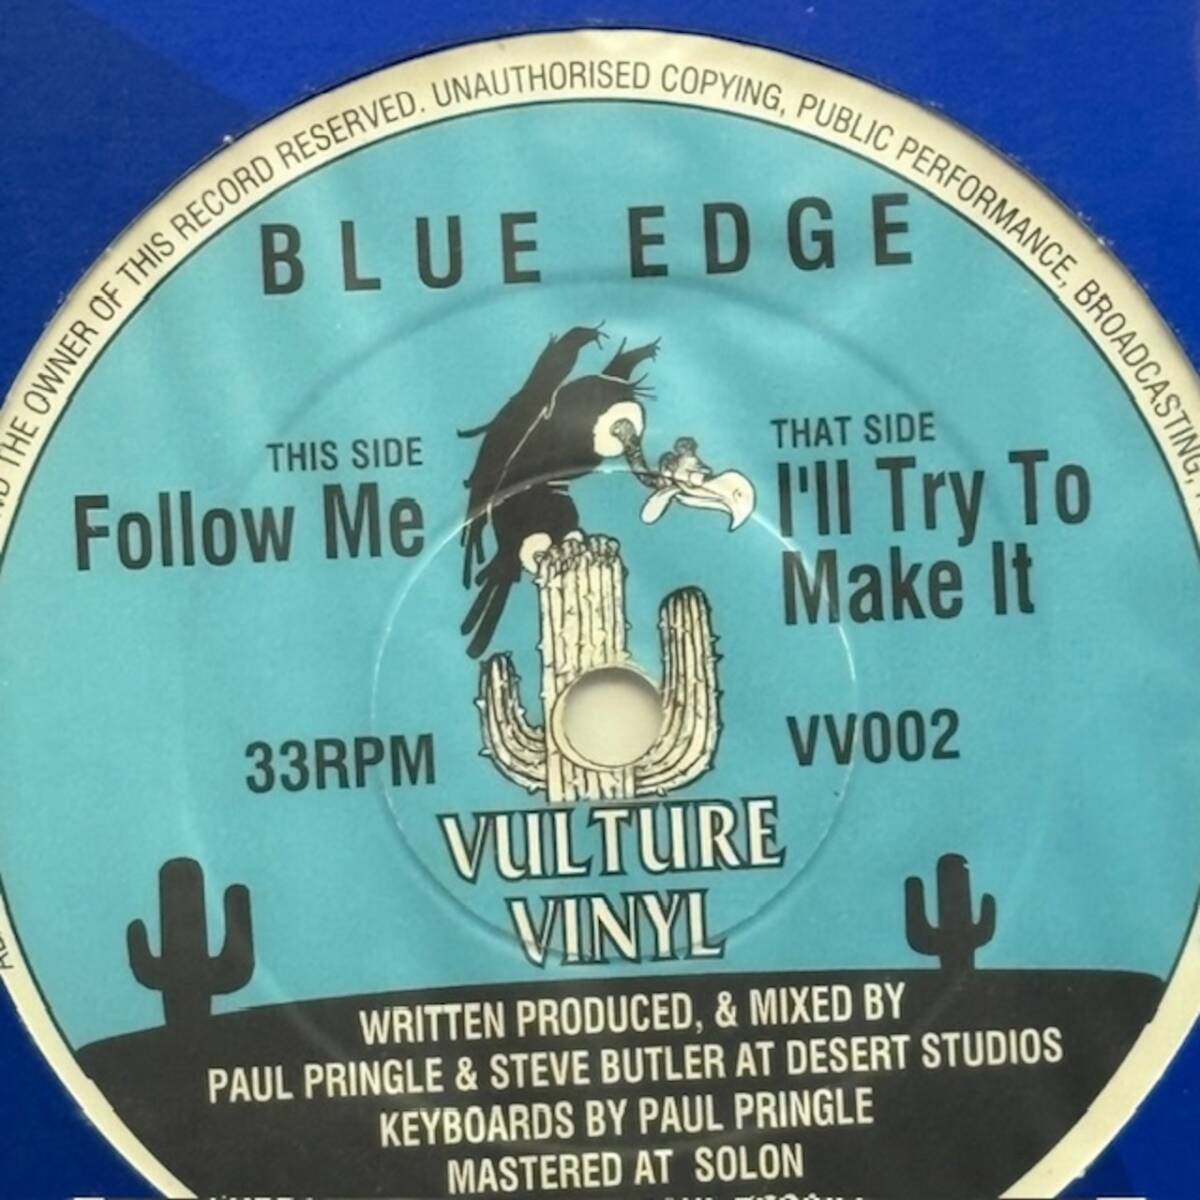 THE OWNER OF THIS RECORD RESERVED. UNAUTHORISED COPYING, PUBLIC PERFORMANCE, BROADCASTING,
BLUE EDGE
THIS SIDE
Follow Me
THAT SIDE
I'll Try To
Make It
33RPM
VV002
VULTURE
VINYL
WRITTEN PRODUCED, & MIXED BY
PAUL PRINGLE & STEVE BUTLER AT DESERT STUDIOS
KEYBOARDS BY PAUL PRINGLE
MASTERED AT SOLON